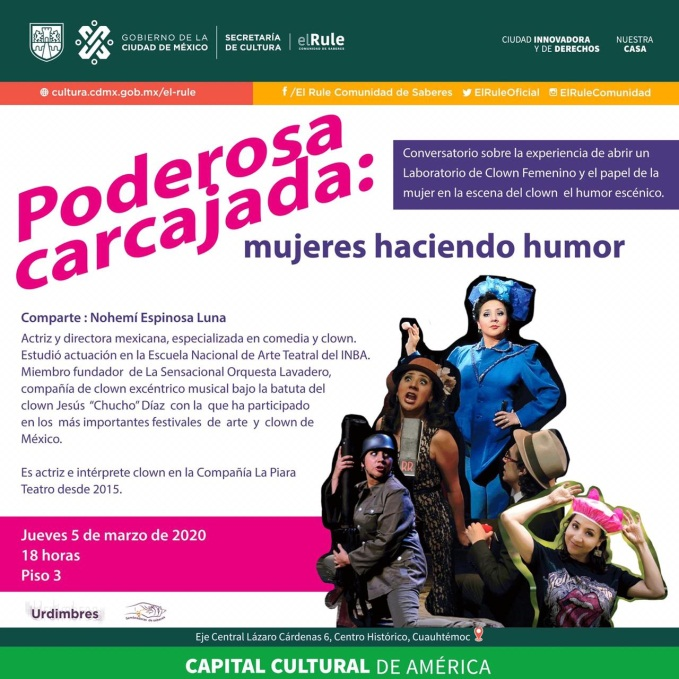 GOBIERNO DE LA
CIUDAD DE MÉXICO
SECRETARÍA
DE CULTURA
elRule
COMUNIDAD DE SABERES
CIUDAD INNOVADORA
Y DE DERECHOS
NUESTRA
CASA
cultura.cdmx.gob.mx/el-rule
/El Rule Comunidad de Saberes
ElRuleOficial
ElRuleComunidad
Poderosa
carcajada:
mujeres haciendo humor
Conversatorio sobre la experiencia de abrir un
Laboratorio de Clown Femenino y el papel de la
mujer en la escena del clown el humor escénico.
Comparte : Nohemí Espinosa Luna
Actriz y directora mexicana, especializada en comedia y clown.
Estudió actuación en la Escuela Nacional de Arte Teatral del INBA.
Miembro fundador de La Sensacional Orquesta Lavadero,
compañía de clown excéntrico musical bajo la batuta del
clown Jesús “Chucho” Díaz con la que ha participado
en los más importantes festivales de arte y clown de
México.
Es actriz e intérprete clown en la Compañía La Piara
Teatro desde 2015.
Jueves 5 de marzo de 2020
18 horas
Piso 3
Urdimbres
Eje Central Lázaro Cárdenas 6, Centro Histórico, Cuauhtémoc
CAPITAL CULTURAL DE AMÉRICA